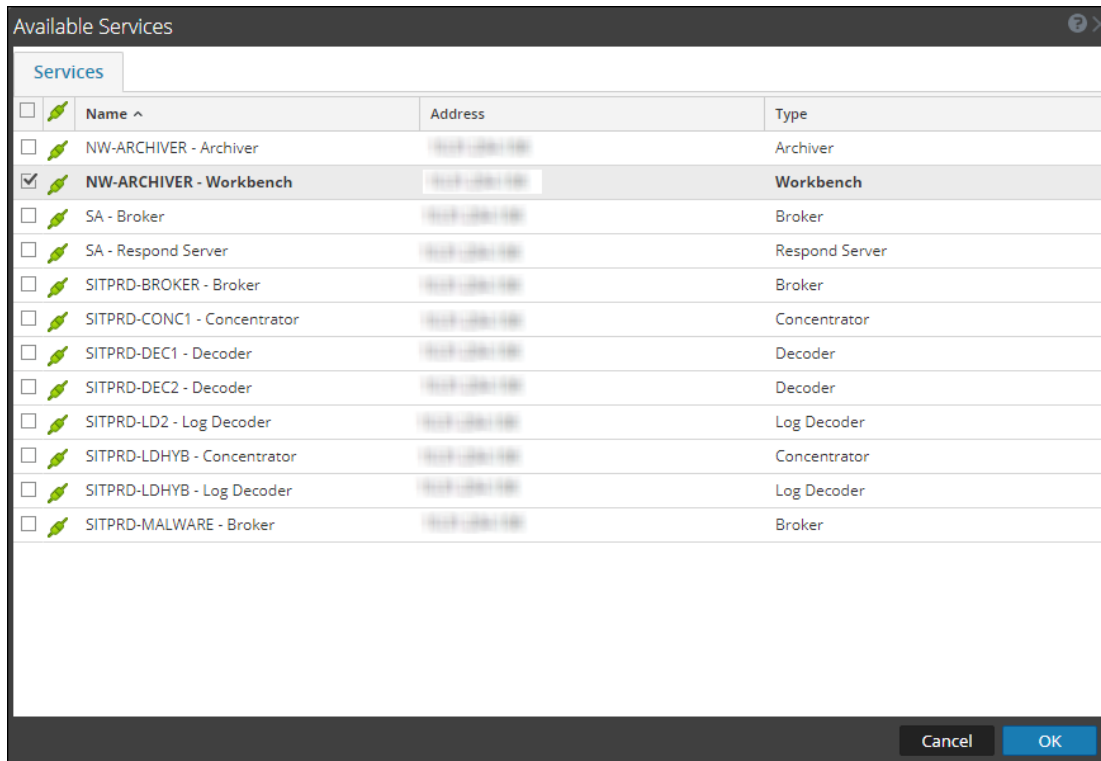 Available Services
Services
Name Address Type
NW-ARCHIVER - Archiver Archiver
NW-ARCHIVER - Workbench Workbench
SA - Broker Broker
SA - Respond Server Respond Server
SITPRD-BROKER - Broker Broker
SITPRD-CONC1 - Concentrator Concentrator
SITPRD-DEC1 - Decoder Decoder
SITPRD-DEC2 - Decoder Decoder
SITPRD-LD2 - Log Decoder Log Decoder
SITPRD-LDHYB - Concentrator Concentrator
SITPRD-LDHYB - Log Decoder Log Decoder
SITPRD-MALWARE - Broker Broker
Cancel OK